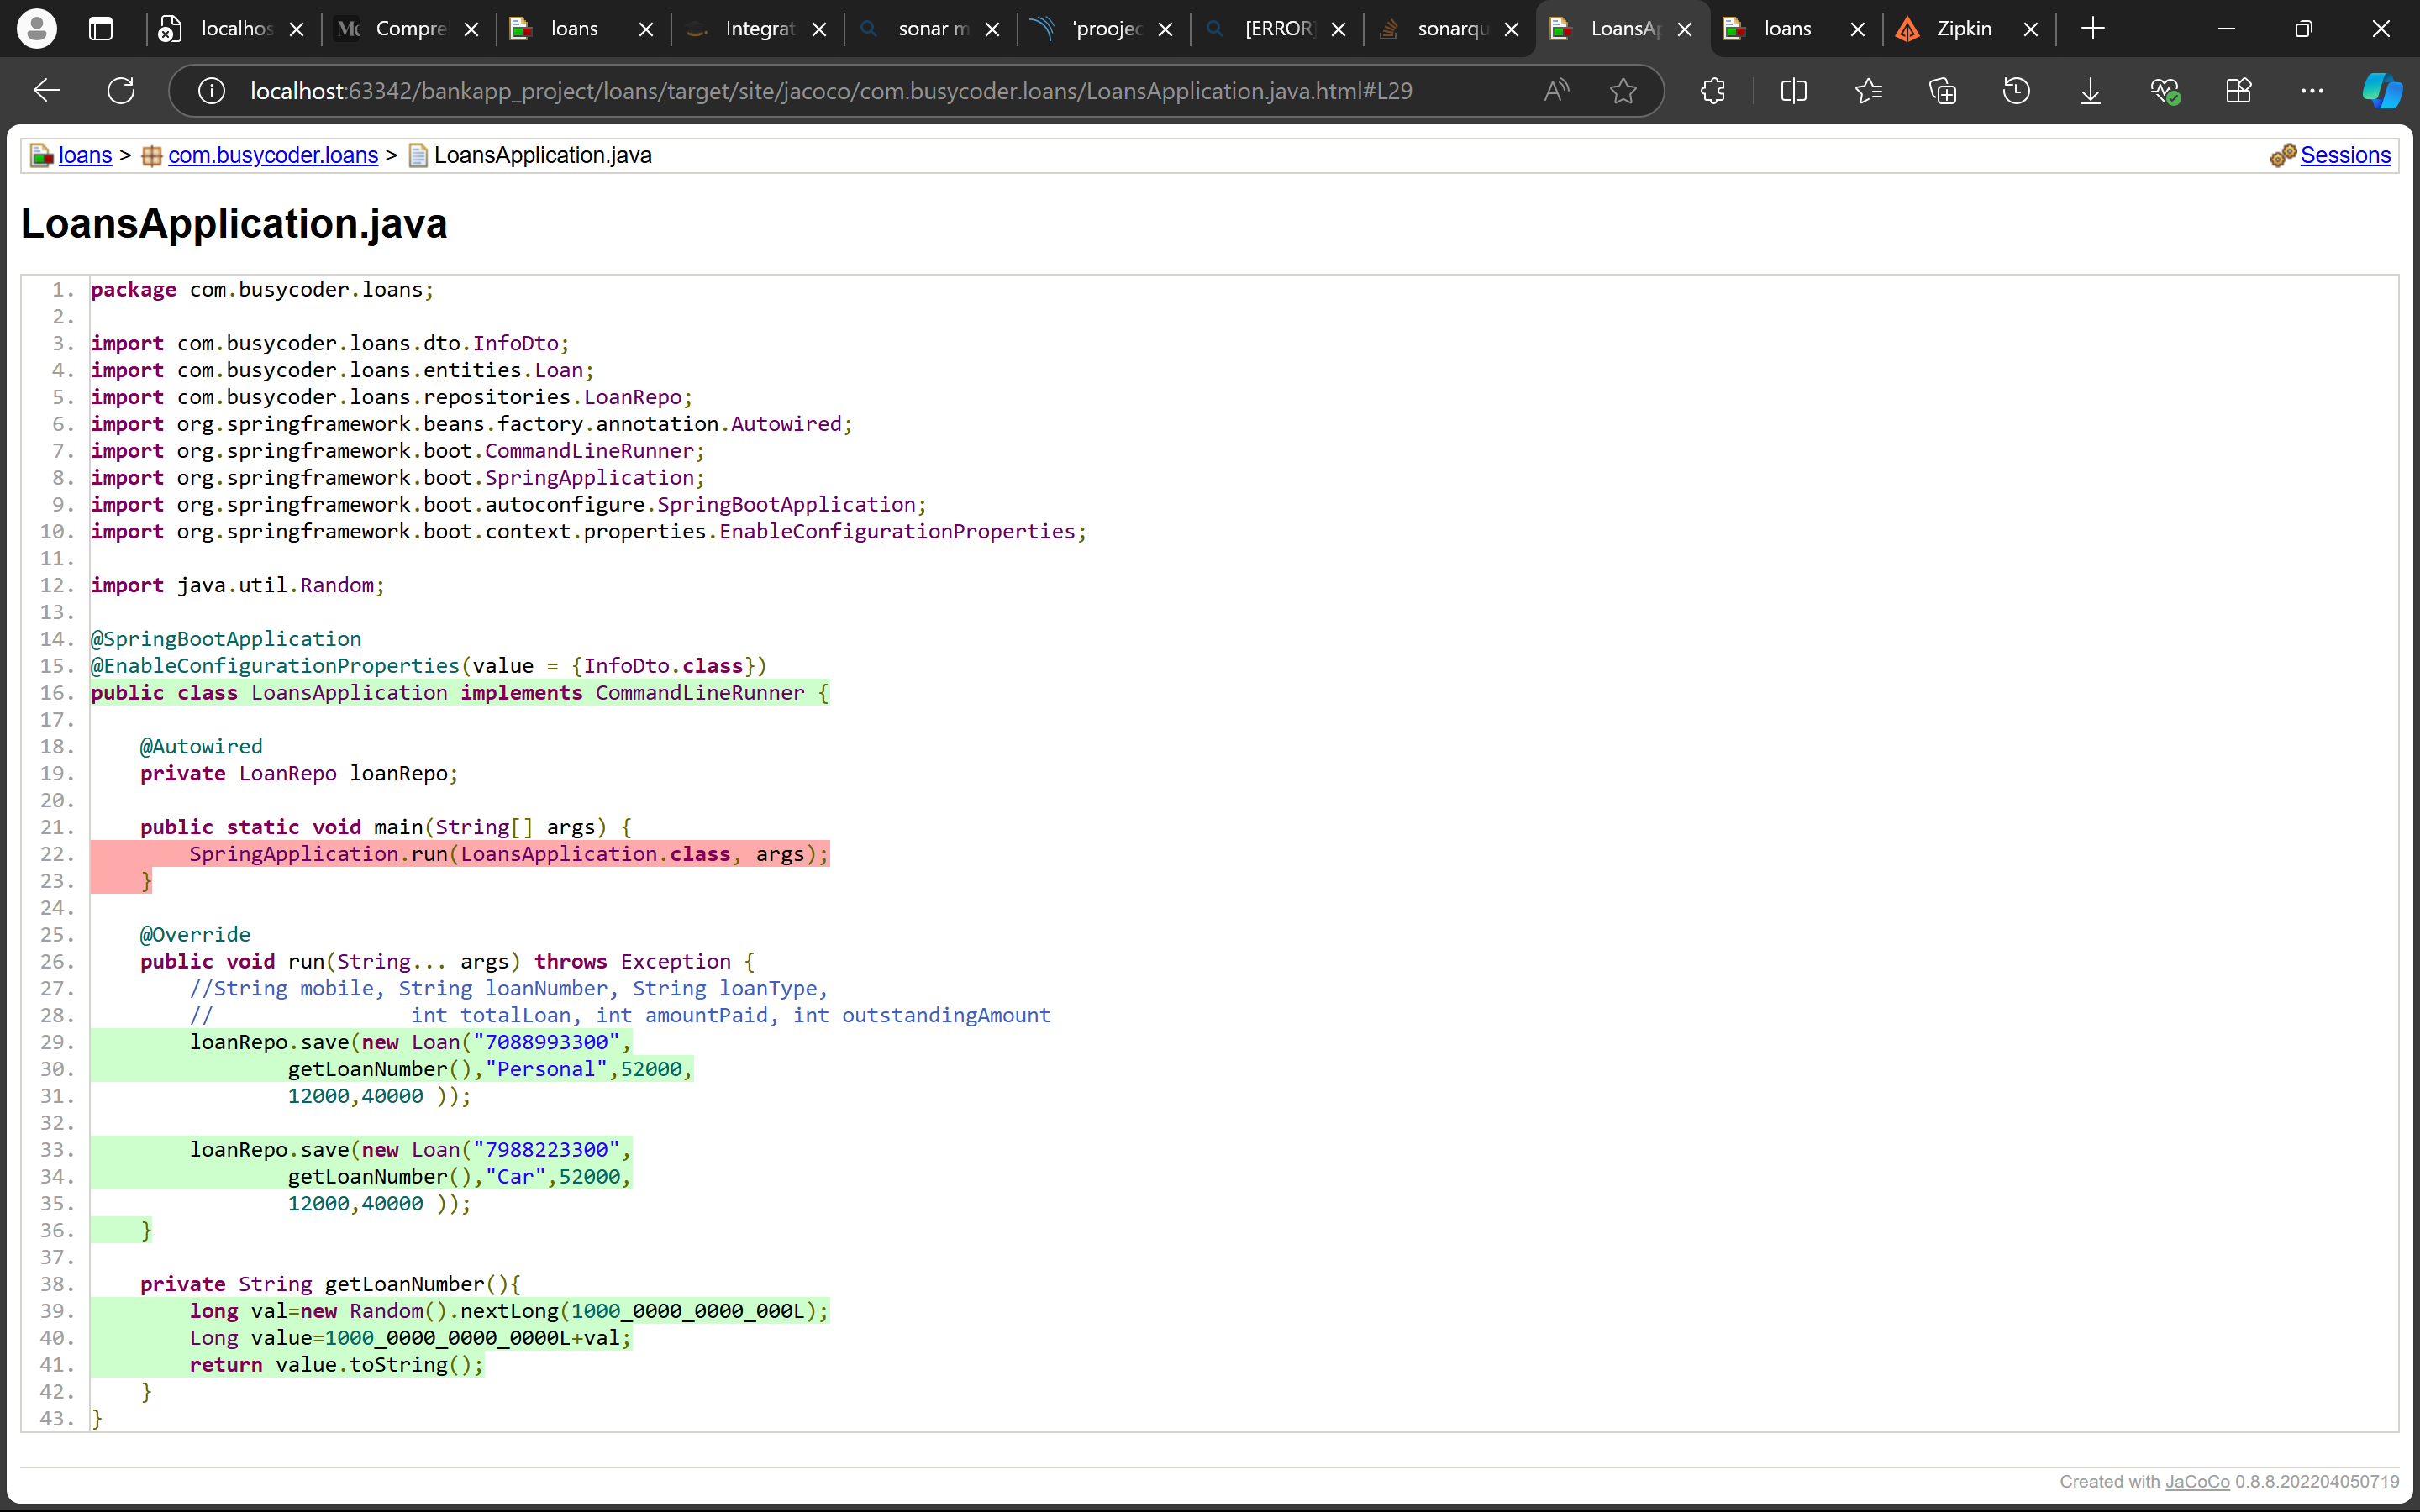 localhos
Me Compre
loans
Integrat
sonar m
'proojec
[ERROR]
sonarqu
LoansAp
loans
Zipkin
localhost:63342/bankapp_project/loans/target/site/jacoco/com.busycoder.loans/LoansApplication.java.html#L29
loans > com.busycoder.loans > LoansApplication.java
Sessions
LoansApplication.java
1. package com.busycoder.loans;
2.
3. import com.busycoder.loans.dto.InfoDto;
4. import com.busycoder.loans.entities.Loan;
5. import com.busycoder.loans.repositories.LoanRepo;
6. import org.springframework.beans.factory.annotation.Autowired;
7. import org.springframework.boot.CommandLineRunner;
8. import org.springframework.boot.SpringApplication;
9. import org.springframework.boot.autoconfigure.SpringBootApplication;
10. import org.springframework.boot.context.properties.EnableConfigurationProperties;
11.
12. import java.util.Random;
13.
14. @SpringBootApplication
15. @EnableConfigurationProperties(value = {InfoDto.class})
16. public class LoansApplication implements CommandLineRunner {
17.
18.     @Autowired
19.     private LoanRepo loanRepo;
20.
21.     public static void main(String[] args) {
22.         SpringApplication.run(LoansApplication.class, args);
23.     }
24.
25.     @Override
26.     public void run(String... args) throws Exception {
27.         //String mobile, String loanNumber, String loanType,
28.         //                int totalLoan, int amountPaid, int outstandingAmount
29.         loanRepo.save(new Loan("7088993300",
30.                 getLoanNumber(),"Personal",52000,
31.                 12000,40000 ));
32.
33.         loanRepo.save(new Loan("7988223300",
34.                 getLoanNumber(),"Car",52000,
35.                 12000,40000 ));
36.     }
37.
38.     private String getLoanNumber(){
39.         long val=new Random().nextLong(1000_0000_0000_000L);
40.         Long value=1000_0000_0000_0000L+val;
41.         return value.toString();
42.     }
43. }
Created with JaCoCo 0.8.8.202204050719